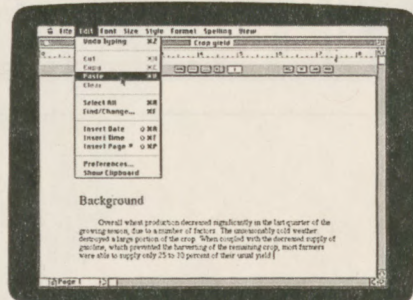 File Edit Font Size Style Format Spelling View
Undo Typing ⌘Z
Crop yield
Cut ⌘X
Copy ⌘C
Paste ⌘V
Clear
Select All ⌘A
Find/Change... ⌘F
Insert Date
Insert Time
Insert Page #
Preferences...
Show Clipboard
Background
Overall wheat production decreased significantly in the last quarter of the
growing season, due to a number of factors. The unseasonably cold weather
destroyed a large portion of the crop. When coupled with the decreased supply of
gasoline, which prevented the harvesting of the remaining crop, most farmers
were able to supply only 25 to 30 percent of their usual yield
Page 1